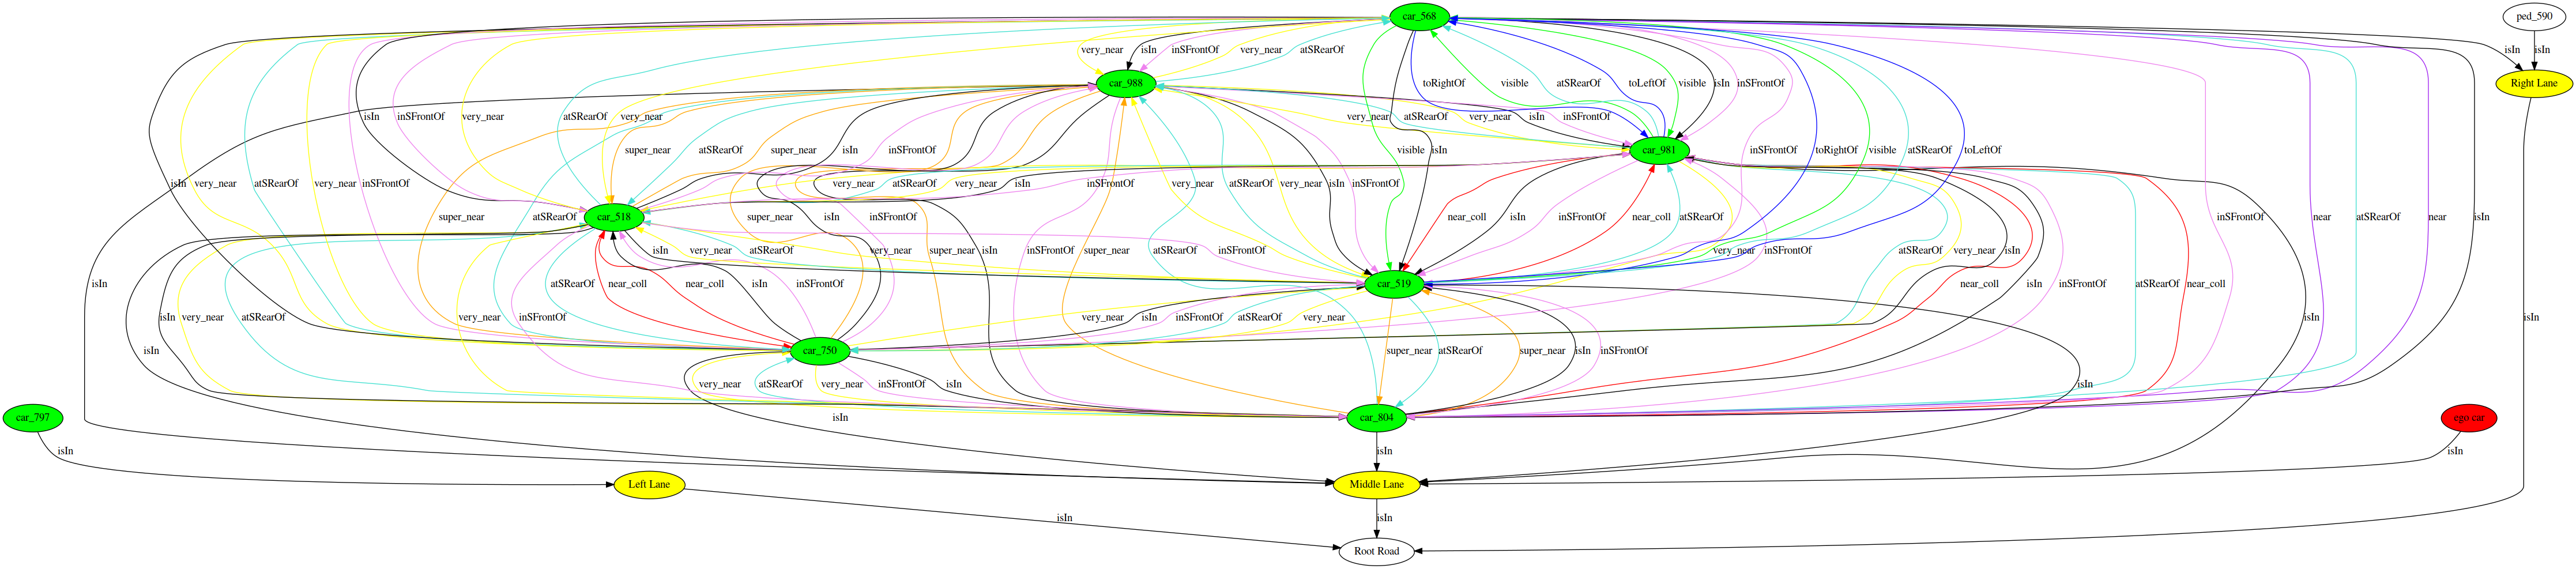 car_568
ped_590
very_near isIn inSFrontOf very_near atSRearOf isIn isIn
car_988 toRightOf visible atSRearOf toLeftOf visible isIn inSFrontOf Right Lane
isIn inSFrontOf very_near atSRearOf very_near atSRearOf very_near isIn inSFrontOf
super_near atSRearOf super_near isIn inSFrontOf visible isIn car_981 inSFrontOf toRightOf visible atSRearOf toLeftOf
isIn very_near atSRearOf very_near inSFrontOf very_near atSRearOf very_near isIn inSFrontOf very_near atSRearOf very_near isIn inSFrontOf
super_near atSRearOf car_518 super_near isIn inSFrontOf near_coll isIn inSFrontOf near_coll atSRearOf inSFrontOf near atSRearOf near isIn
isIn very_near atSRearOf very_near super_near isIn inSFrontOf super_near atSRearOf inSFrontOf very_near inSFrontOf atSRearOf very_near isIn
isIn atSRearOf near_coll near_coll isIn inSFrontOf car_519 near_coll isIn inSFrontOf atSRearOf near_coll
isIn very_near atSRearOf very_near inSFrontOf very_near isIn inSFrontOf atSRearOf very_near isIn isIn
isIn car_750 super_near atSRearOf super_near isIn inSFrontOf
very_near atSRearOf very_near inSFrontOf isIn isIn
car_797 isIn car_804 ego car
isIn isIn isIn
Left Lane Middle Lane
isIn isIn
Root Road